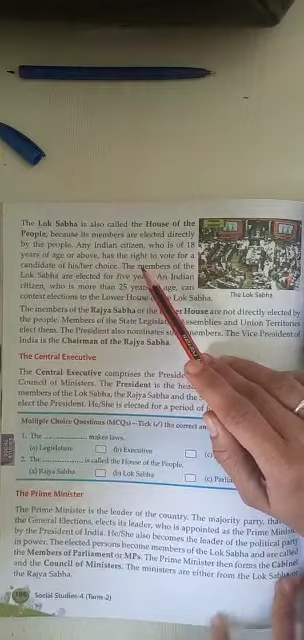 The Lok Sabha is also called the House of the
People, because its members are elected directly
by the people. Any Indian citizen, who is of 18
years of age or above, has the right to vote for a
candidate of his/her choice. The members of the
Lok Sabha are elected for five years. An Indian
citizen, who is more than 25 years age, can
contest elections to the Lower House Lok Sabha.
The Lok Sabha
The members of the Rajya Sabha or the House are not directly elected by
the people. Members of the State Legislative Assemblies and Union Territories
elect them. The President also nominates members. The Vice President of
India is the Chairman of the Rajya Sabha.
The Central Executive
The Central Executive comprises the
Council of Ministers. The President is the
members of the Lok Sabha, the Rajya Sabha and the
elect the President. He/She is elected for a period of
Multiple Choice Questions (MCQs)—Tick (✓) the correct
1. The .................. makes laws.
(a) Legislature (b) Executive (c)
2. The .................. is called the House of the People.
(a) Rajya Sabha (b) Lok Sabha (c)
The Prime Minister
The Prime Minister is the leader of the country. The majority party,
the General Elections, elects its leader, who is appointed as the Prime
by the President of India. He/She also becomes the leader of the political party
in power. The elected persons become members of the Lok Sabha and are called
the Members of Parliament or MPs. The Prime Minister then forms the Cabinet
and the Council of Ministers. The ministers are either from the Lok Sabha or
the Rajya Sabha.
Social Studies-4 (Term-2)
SOCIAL STUDIES